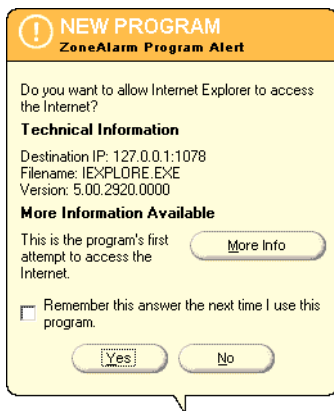 NEW PROGRAM
ZoneAlarm Program Alert
Do you want to allow Internet Explorer to access
the Internet?
Technical Information
Destination IP: 127.0.0.1:1078
Filename: IEXPLORE.EXE
Version: 5.00.2920.0000
More Information Available
This is the program's first
attempt to access the
Internet.
More Info
Remember this answer the next time I use this
program.
Yes
No